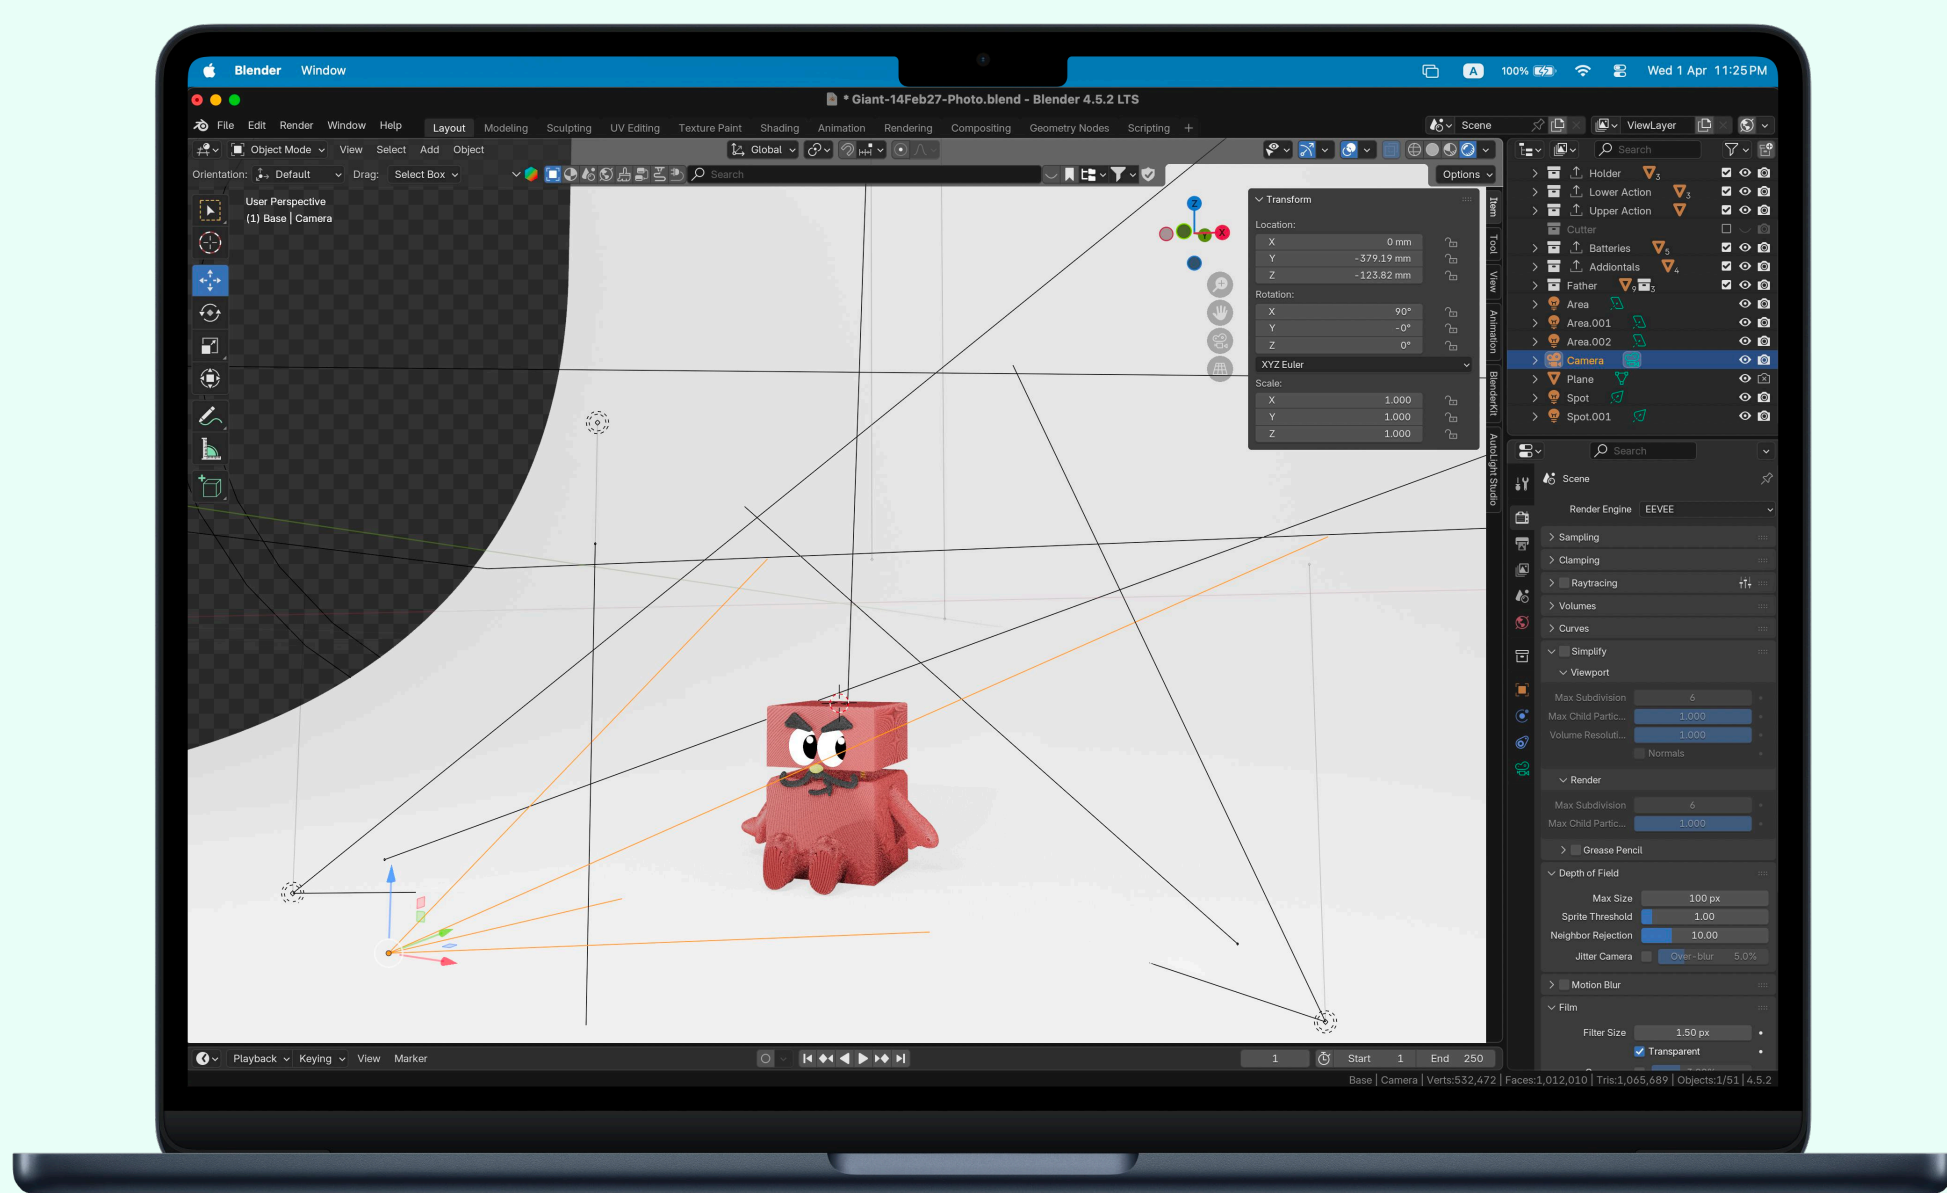 Blender Window A 100% Wed 1 Apr 11:25 PM
* Giant-14Feb27-Photo.blend - Blender 4.5.2 LTS
File Edit Render Window Help Layout Modeling Sculpting UV Editing Texture Paint Shading Animation Rendering Compositing Geometry Nodes Scripting + Scene ViewLayer
Object Mode View Select Add Object Global Search
Orientation: Default Drag: Select Box Search Options
User Perspective
(1) Base | Camera
Z
Y
X
Transform
Location:
X 0 mm
Y -379.19 mm
Z -123.82 mm
Rotation:
X 90°
Y -0°
Z 0°
XYZ Euler
Scale:
X 1.000
Y 1.000
Z 1.000
Item
Tool
View
Animation
BlenderKit
AutoLight Studio
Holder 3
Lower Action 3
Upper Action
Cutter
Batteries 5
Addiontals 4
Father 9 3
Area
Area.001
Area.002
Camera
Plane
Spot
Spot.001
Search
Scene
Render Engine EEVEE
Sampling
Clamping
Raytracing
Volumes
Curves
Simplify
Viewport
Max Subdivision 6
Max Child Partic... 1.000
Volume Resoluti... 1.000
Normals
Render
Max Subdivision 6
Max Child Partic... 1.000
Grease Pencil
Depth of Field
Max Size 100 px
Sprite Threshold 1.00
Neighbor Rejection 10.00
Jitter Camera Over-blur 5.0%
Motion Blur
Film
Filter Size 1.50 px
Transparent
Playback Keying View Marker 1 Start 1 End 250
Base | Camera | Verts:532,472 | Faces:1,012,010 | Tris:1,065,689 | Objects:1/51 | 4.5.2